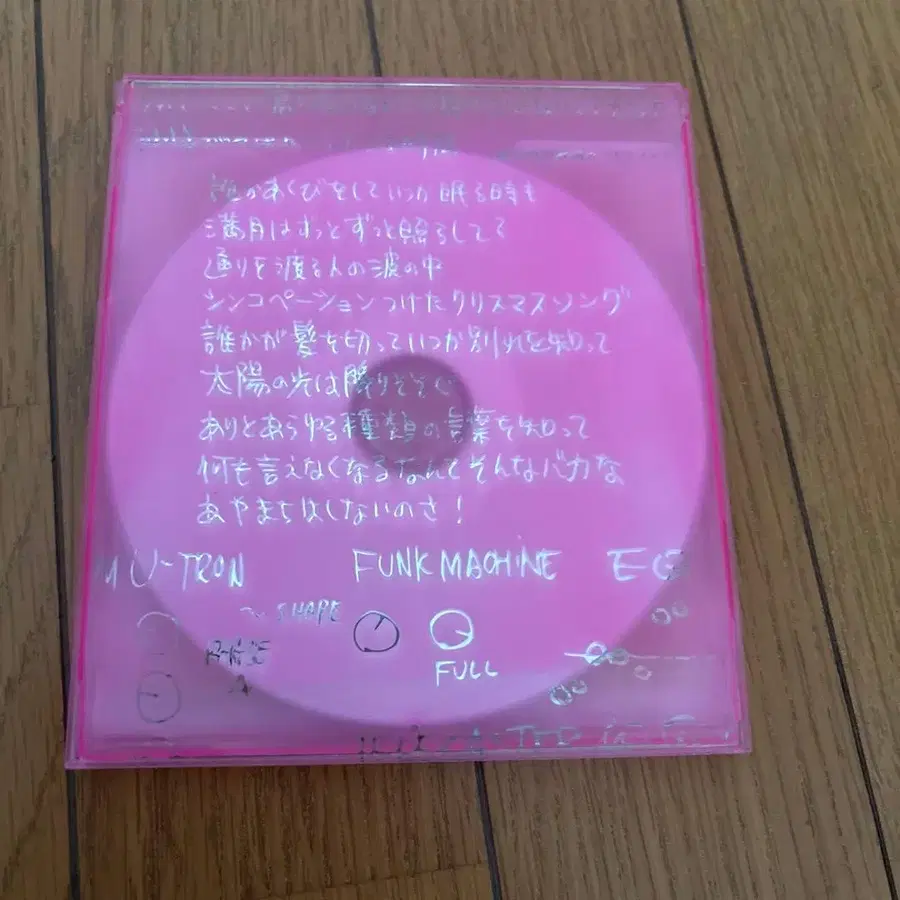 誰かあくびをしていつか眠る時も
満月はずっとずっと照らしてる
通りを渡る人の波の中
シンコペーションつけたクリスマスソング
誰かが髪を切っていつか別れを知って
太陽の光は降りそそぐ
ありとあらゆる種類の言葉を知って
何も言えなくなるなんてそんなバカな
あやまちはしないのさ!
MU-TRON FUNK MACHINE EQ
~ SHAPE
FULL